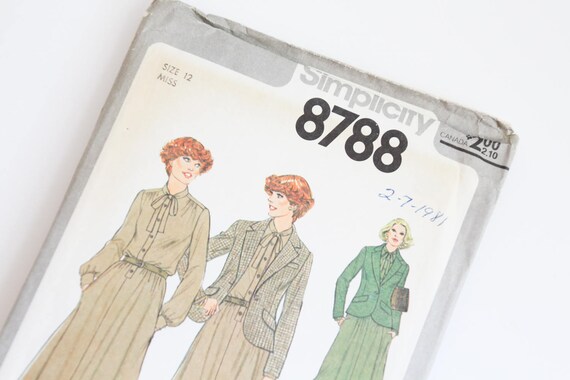 SIZE 12
MISS
Simplicity
8788
$2.00
CANADA 2.10
2-7-1981